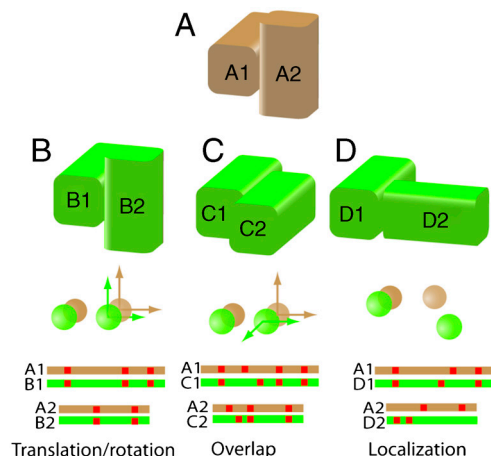 A
A1 A2
B C D
B1 B2
C1 C2
D1 D2
A1 A1 A1
B1 C1 D1
A2 A2 A2
B2 C2 D2
Translation/rotation Overlap Localization